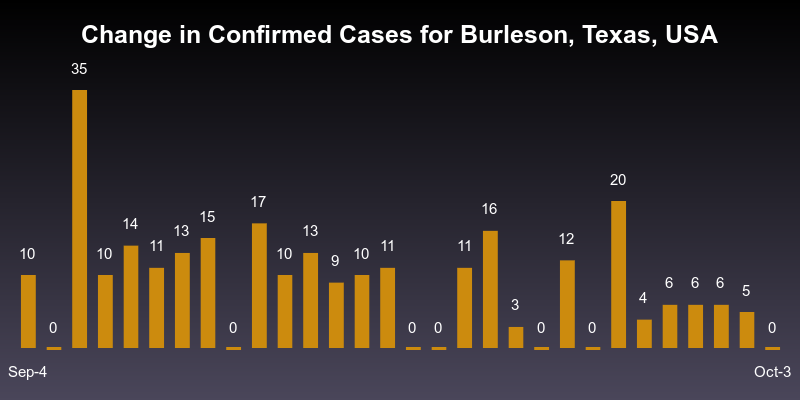 Change in Confirmed Cases for Burleson, Texas, USA
10 0 35 10 14 11 13 15 0 17 10 13 9 10 11 0 0 11 16 3 0 12 0 20 4 6 6 6 5 0
Sep-4 Oct-3